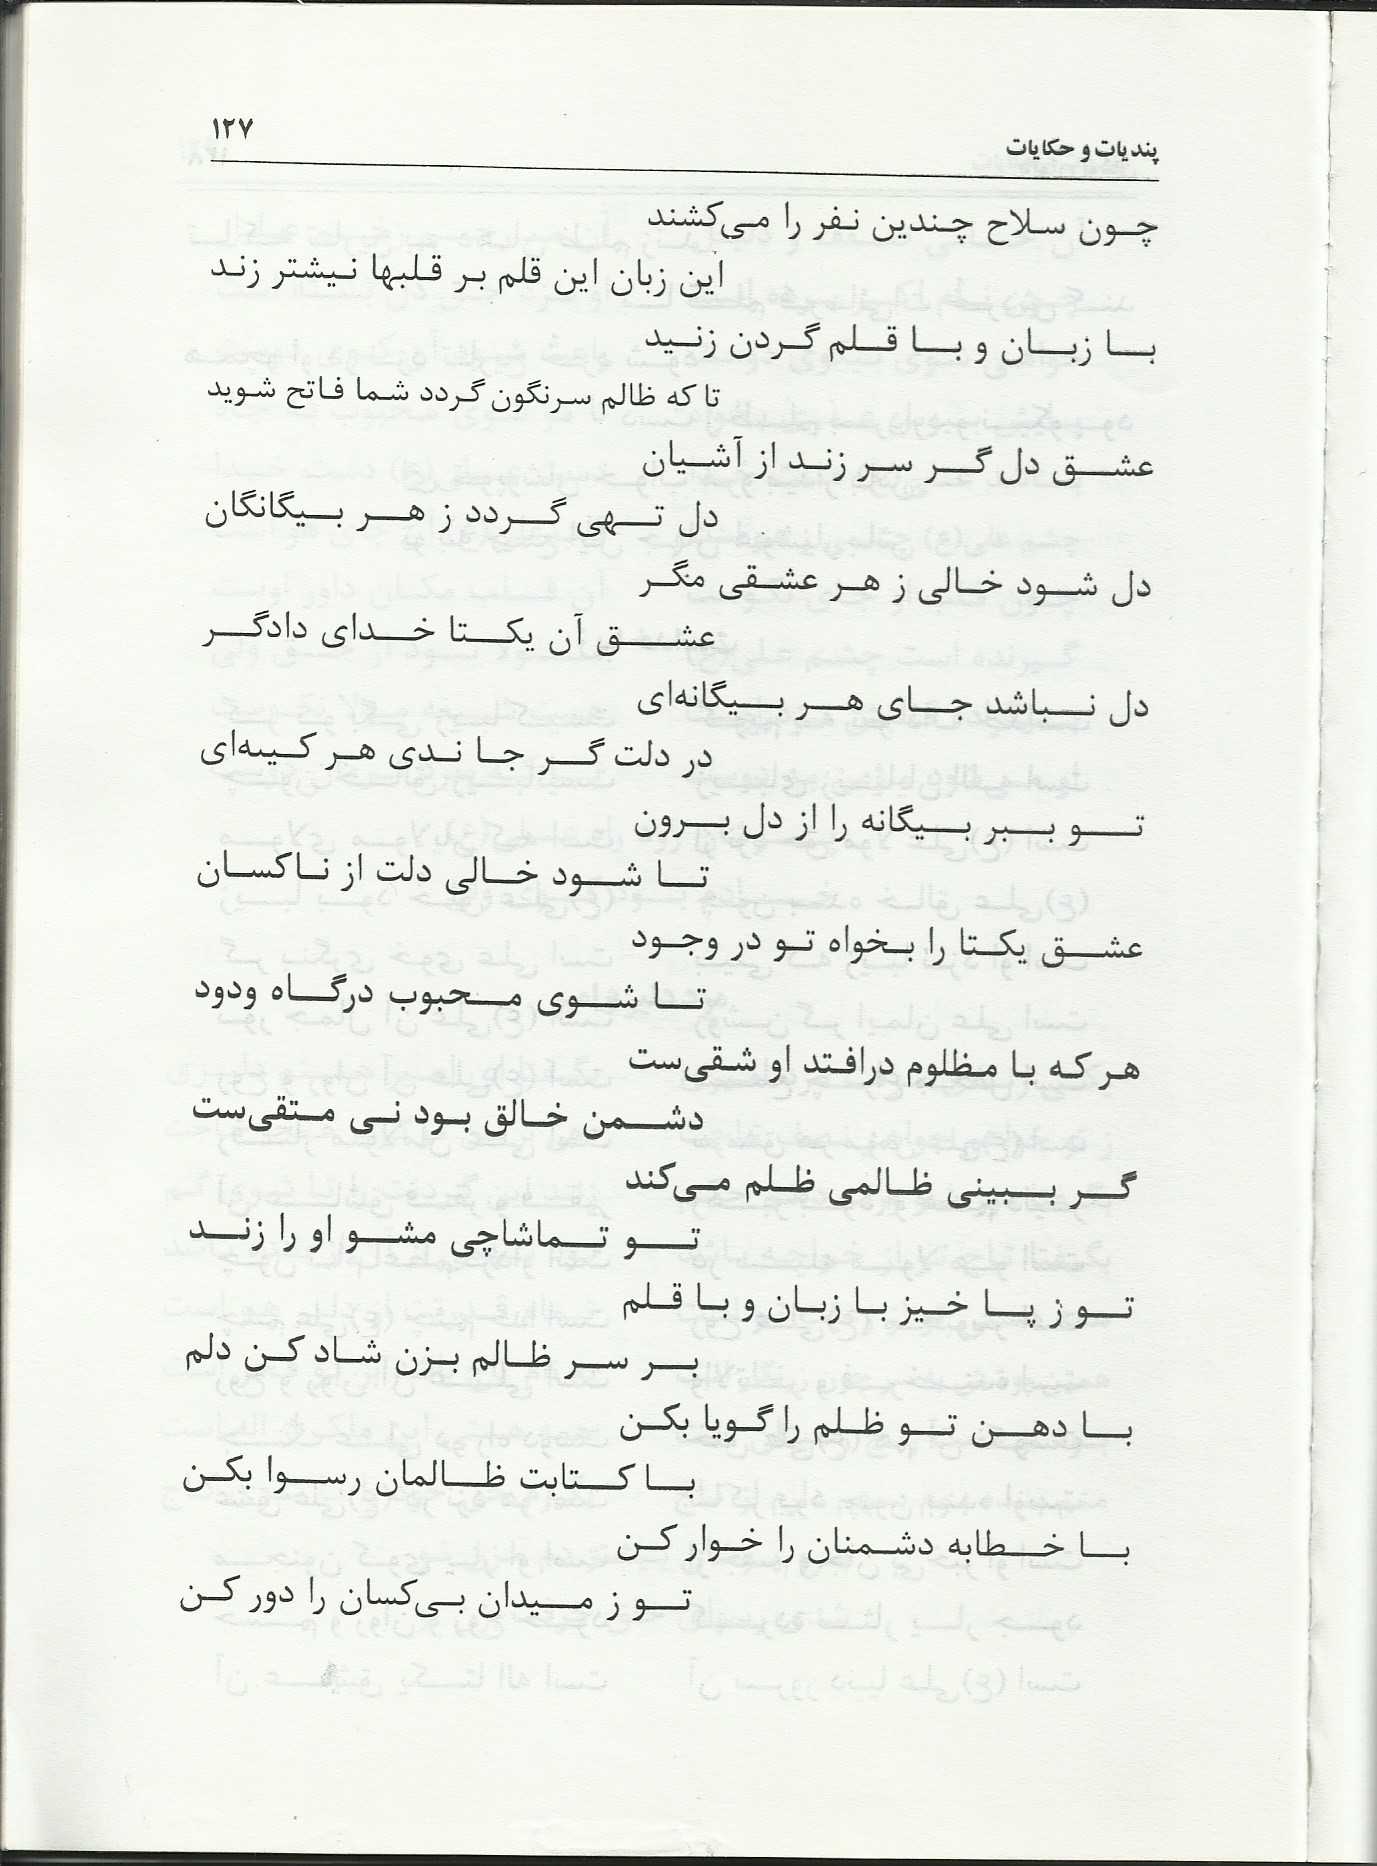 پندیات و حکایات ۱۲۷
چون سلاح چندین نفر را می‌کشند
این زبان این قلم بر قلبها نیشتر زند
با زبان و با قلم گردن زنید
تا که ظالم سرنگون گردد شما فاتح شوید
عشق دل گر سر زند از آشیان
دل تهی گردد ز هر بیگانگان
دل شود خالی ز هر عشقی مگر
عشق آن یکتا خدای دادگر
دل نباشد جای هر بیگانه‌ای
در دلت گر جا ندی هر کینه‌ای
تو ببر بیگانه را از دل برون
تا شود خالی دلت از ناکسان
عشق یکتا را بخواه تو در وجود
تا شوی محبوب درگاه ودود
هر که با مظلوم درافتد او شقی‌ست
دشمن خالق بود نی متقی‌ست
گر ببینی ظالمی ظلم می‌کند
تو تماشاچی مشو او را زند
تو ز پا خیز با زبان و با قلم
بر سر ظالم بزن شاد کن دلم
با دهن تو ظلم را گویا بکن
با کتابت ظالمان رسوا بکن
با خطابه دشمنان را خوار کن
تو ز میدان بی‌کسان را دور کن